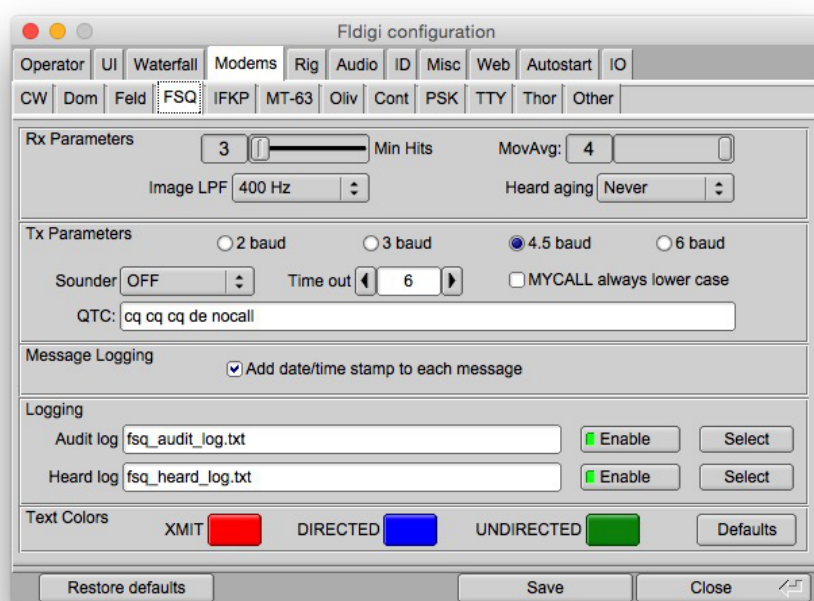 Fldigi configuration
Operator UI Waterfall Modems Rig Audio ID Misc Web Autostart IO
CW Dom Feld FSQ IFKP MT-63 Oliv Cont PSK TTY Thor Other
Rx Parameters 3 Min Hits MovAvg: 4
Image LPF 400 Hz Heard aging Never
Tx Parameters 2 baud 3 baud 4.5 baud 6 baud
Sounder OFF Time out 6 MYCALL always lower case
QTC: cq cq cq de nocall
Message Logging
Add date/time stamp to each message
Logging
Audit log fsq_audit_log.txt Enable Select
Heard log fsq_heard_log.txt Enable Select
Text Colors XMIT DIRECTED UNDIRECTED Defaults
Restore defaults Save Close